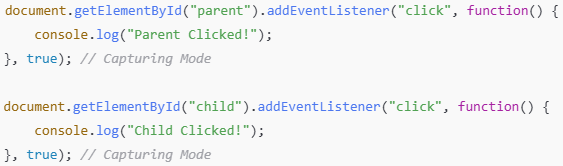 document.getElementById("parent").addEventListener("click", function() {
    console.log("Parent Clicked!");
}, true); // Capturing Mode

document.getElementById("child").addEventListener("click", function() {
    console.log("Child Clicked!");
}, true); // Capturing Mode